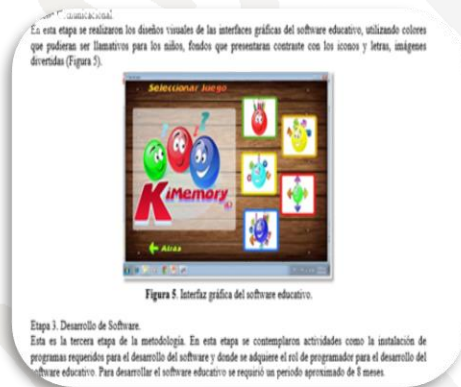 En esta etapa se realizaron los diseños visuales de las interfaces gráficas del software educativo, utilizando colores
que pudieran ser llamativos para los niños, fondos que presentaran contraste con los iconos y letras, imágenes
divertidas (Figura 5).
Seleccionar Juego
KiMemory
Atras
Figura 5. Interfaz gráfica del software educativo.
Etapa 3. Desarrollo de Software.
Esta es la tercera etapa de la metodología. En esta etapa se contemplaron actividades como la instalación de
programas requeridos para el desarrollo del software y donde se adquiere el rol de programador para el desarrollo del
software educativo. Para desarrollar el software educativo se requirió un periodo aproximado de 8 meses.